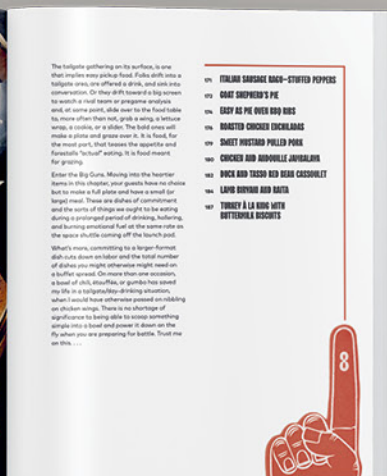 The tailgate gathering on its surface, is one
that implies easy pickup food. Folks drift into a
tailgate area, are offered a drink, and sink into
conversation. Or they drift toward a big screen
to watch a rival team or pregame analysis
and, at some point, slide over to the food table
to, more often than not, grab a wing, a lettuce
wrap, a cookie, or a slider. The bold ones will
make a plate and graze over it. It is food, for
the most part, that teases the appetite and
forestalls "actual" eating. It is food meant
for grazing.
Enter the Big Guns. Moving into the heartier
items in this chapter, your guests have no choice
but to make a full plate and have a small (or
large) meal. These are dishes of commitment
and the sorts of things we ought to be eating
during a prolonged period of drinking, hollering,
and burning emotional fuel at the same rate as
the space shuttle coming off the launch pad.
What's more, committing to a larger-format
dish cuts down on labor and the total number
of dishes you might otherwise might need on
a buffet spread. On more than one occasion,
a bowl of chili, étouffée, or gumbo has saved
my life in a tailgate/day-drinking situation,
when I would have otherwise passed on nibbling
on chicken wings. There is no shortage of
significance to being able to scoop something
simple into a bowl and power it down on the
fly when you are preparing for battle. Trust me
on this. . . .
171 ITALIAN SAUSAGE RAGU–STUFFED PEPPERS
173 GOAT SHEPHERD'S PIE
174 EASY AS PIE OVEN BBQ RIBS
176 ROASTED CHICKEN ENCHILADAS
179 SWEET MUSTARD PULLED PORK
180 CHICKEN AND ANDOUILLE JAMBALAYA
183 DUCK AND TASSO RED BEAN CASSOULET
184 LAMB BIRYANI AND RAITA
187 TURKEY À LA KING WITH
BUTTERMILK BISCUITS
8